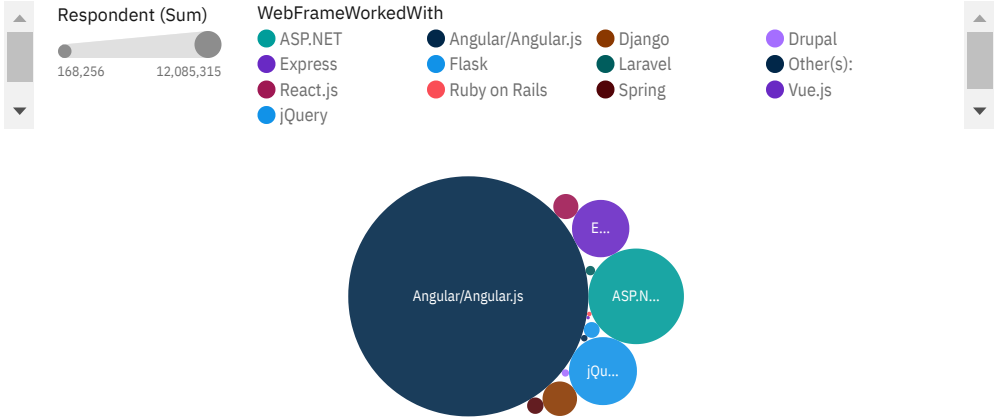 Respondent (Sum)
168,256 12,085,315
WebFrameWorkedWith
ASP.NET Angular/Angular.js Django Drupal
Express Flask Laravel Other(s):
React.js Ruby on Rails Spring Vue.js
jQuery
E...
Angular/Angular.js ASP.N...
jQu...